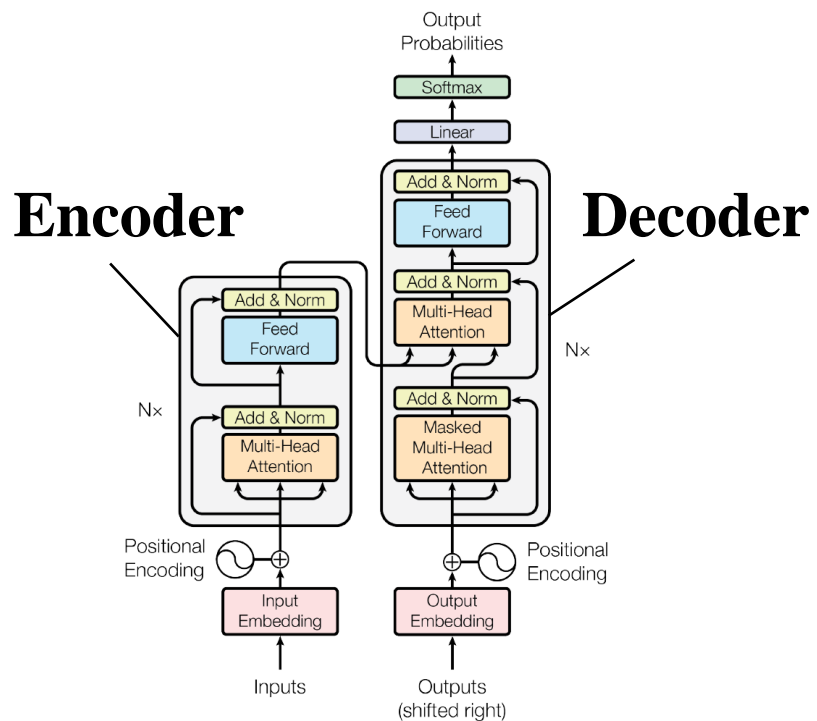 Output
Probabilities
Softmax
Linear
Add & Norm
Feed
Forward
Add & Norm
Multi-Head
Attention
Add & Norm
Masked
Multi-Head
Attention
Nx
Decoder
Encoder
Add & Norm
Feed
Forward
Add & Norm
Multi-Head
Attention
N×
Positional
Encoding
Positional
Encoding
Input
Embedding
Output
Embedding
Inputs
Outputs
(shifted right)